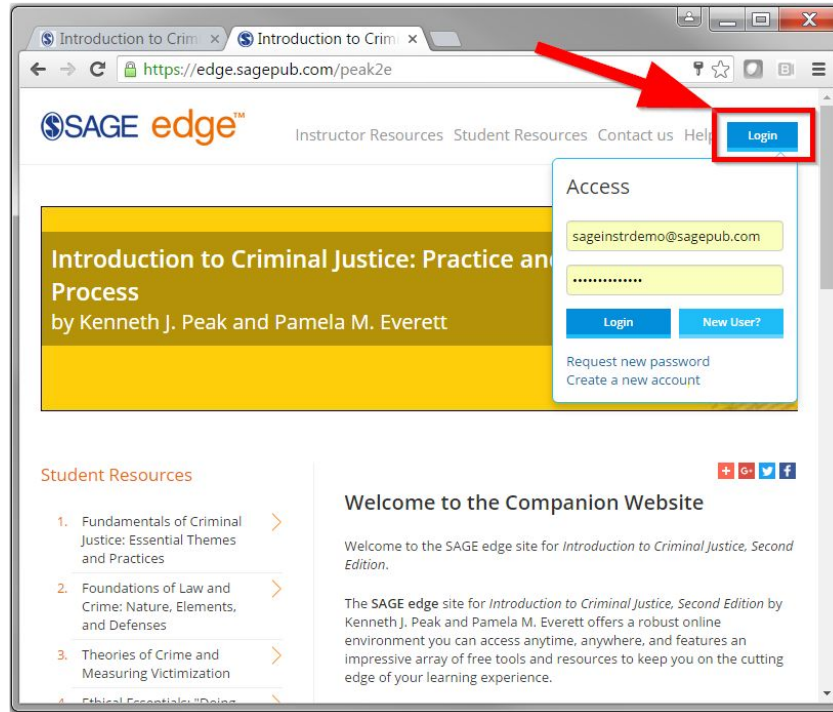 Introduction to Crim
Introduction to Crim
https://edge.sagepub.com/peak2e
SAGE edge™
Instructor Resources Student Resources Contact us Help Login
Access
sageinstrdemo@sagepub.com
••••••••••••••
Login New User?
Request new password
Create a new account
Introduction to Criminal Justice: Practice and
Process
by Kenneth J. Peak and Pamela M. Everett
Student Resources
1. Fundamentals of Criminal
Justice: Essential Themes
and Practices
2. Foundations of Law and
Crime: Nature, Elements,
and Defenses
3. Theories of Crime and
Measuring Victimization
4. Ethical Essentials: "Doing
Welcome to the Companion Website
Welcome to the SAGE edge site for Introduction to Criminal Justice, Second
Edition.
The SAGE edge site for Introduction to Criminal Justice, Second Edition by
Kenneth J. Peak and Pamela M. Everett offers a robust online
environment you can access anytime, anywhere, and features an
impressive array of free tools and resources to keep you on the cutting
edge of your learning experience.